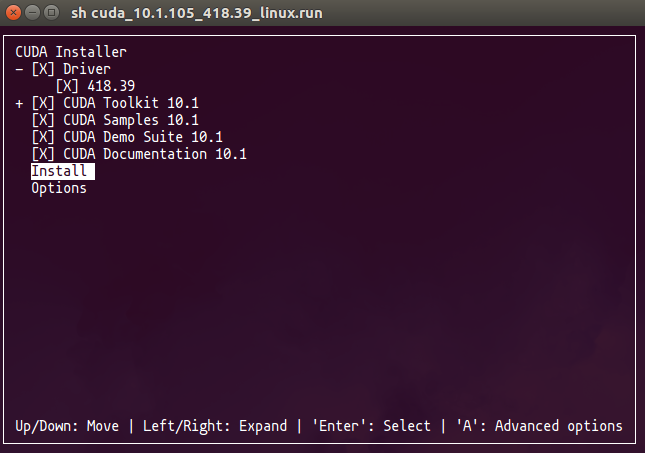 sh cuda_10.1.105_418.39_linux.run
CUDA Installer
- [X] Driver
[X] 418.39
+ [X] CUDA Toolkit 10.1
[X] CUDA Samples 10.1
[X] CUDA Demo Suite 10.1
[X] CUDA Documentation 10.1
Install
Options
Up/Down: Move | Left/Right: Expand | 'Enter': Select | 'A': Advanced options